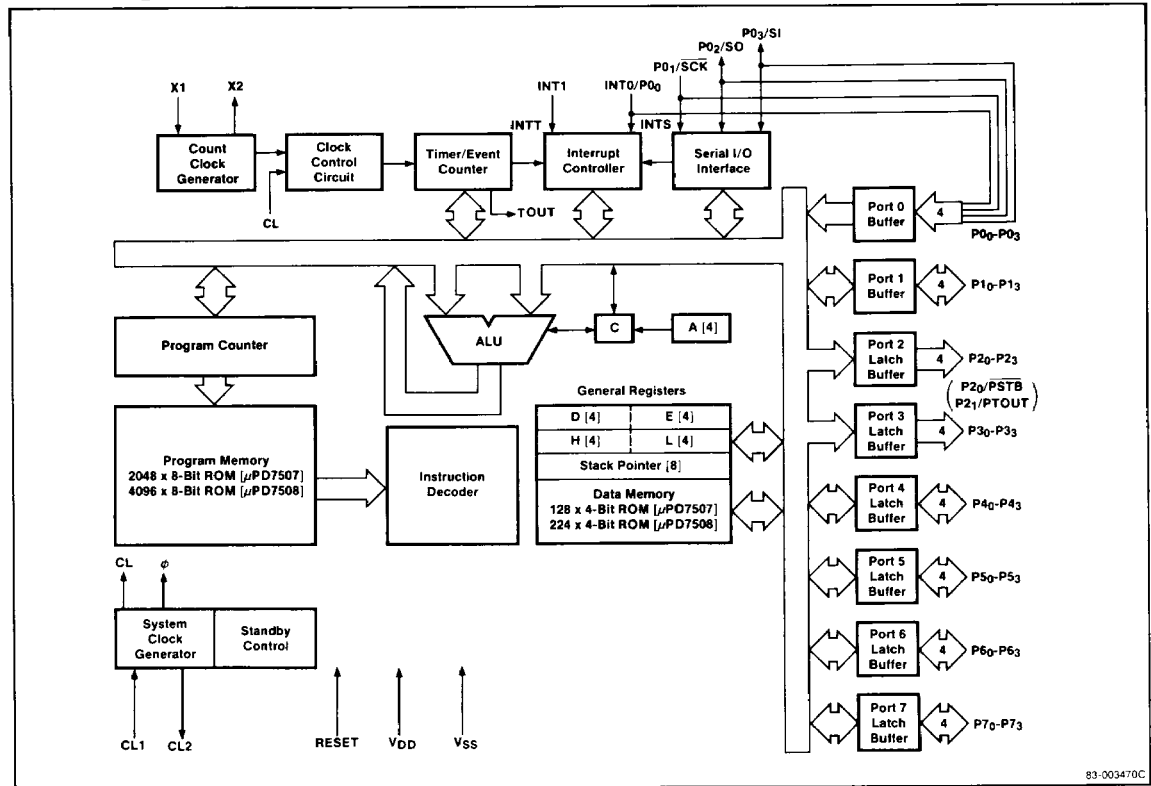 P03/SI
P02/SO
P01/SCK
X1
X2
INT1
INT0/P00
INTT
INTS
Count Clock Generator
Clock Control Circuit
Timer/Event Counter
Interrupt Controller
Serial I/O Interface
CL
TOUT
Port 0 Buffer
4
P00-P03
Port 1 Buffer
4
P10-P13
Program Counter
ALU
C
A [4]
Port 2 Latch Buffer
4
P20-P23
(P20/PSTB
P21/PTOUT)
General Registers
D [4]
E [4]
H [4]
L [4]
Stack Pointer [8]
Port 3 Latch Buffer
4
P30-P33
Program Memory
2048 x 8-Bit ROM [µPD7507]
4096 x 8-Bit ROM [µPD7508]
Instruction Decoder
Data Memory
128 x 4-Bit ROM [µPD7507]
224 x 4-Bit ROM [µPD7508]
Port 4 Latch Buffer
4
P40-P43
CL
φ
Port 5 Latch Buffer
4
P50-P53
System Clock Generator
Standby Control
Port 6 Latch Buffer
4
P60-P63
CL1
CL2
RESET
VDD
VSS
Port 7 Latch Buffer
4
P70-P73
83-003470C